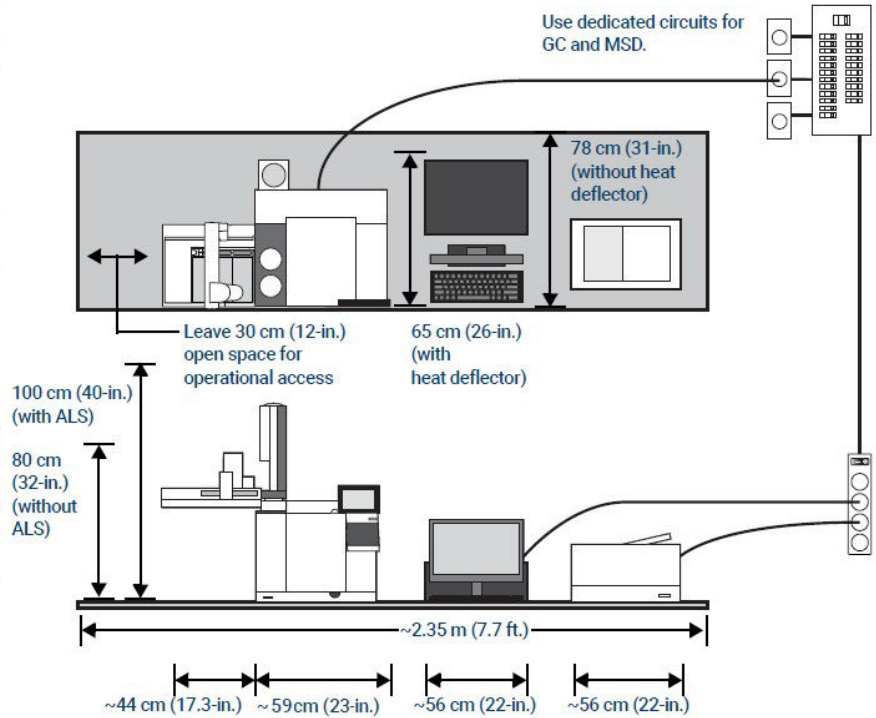 Use dedicated circuits for
GC and MSD.
78 cm (31-in.)
(without heat
deflector)
Leave 30 cm (12-in.)
open space for
operational access
65 cm (26-in.)
(with
heat deflector)
100 cm (40-in.)
(with ALS)
80 cm
(32-in.)
(without
ALS)
~2.35 m (7.7 ft.)
~44 cm (17.3-in.)
~ 59cm (23-in.)
~56 cm (22-in.)
~56 cm (22-in.)